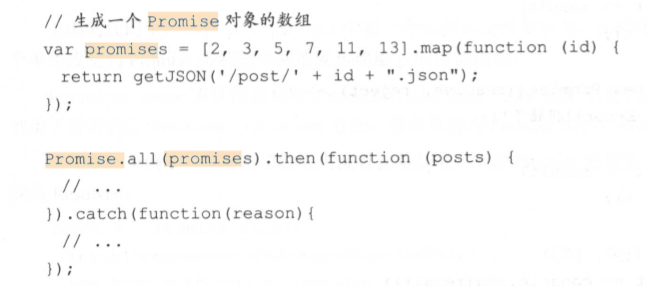 // 生成一个 Promise 对象的数组
var promises = [2, 3, 5, 7, 11, 13].map(function (id) {
  return getJSON('/post/' + id + ".json");
});

Promise.all(promises).then(function (posts) {
  // ...
}).catch(function(reason){
  // ...
});